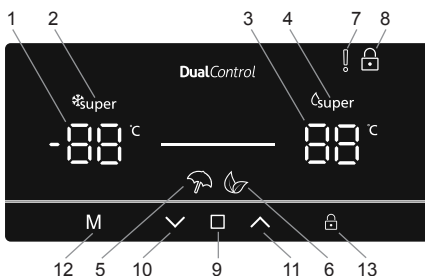 1 2 3 4 7 8
DualControl
super super
-88 °C 88 °C
M
12 5 10 9 11 6 13